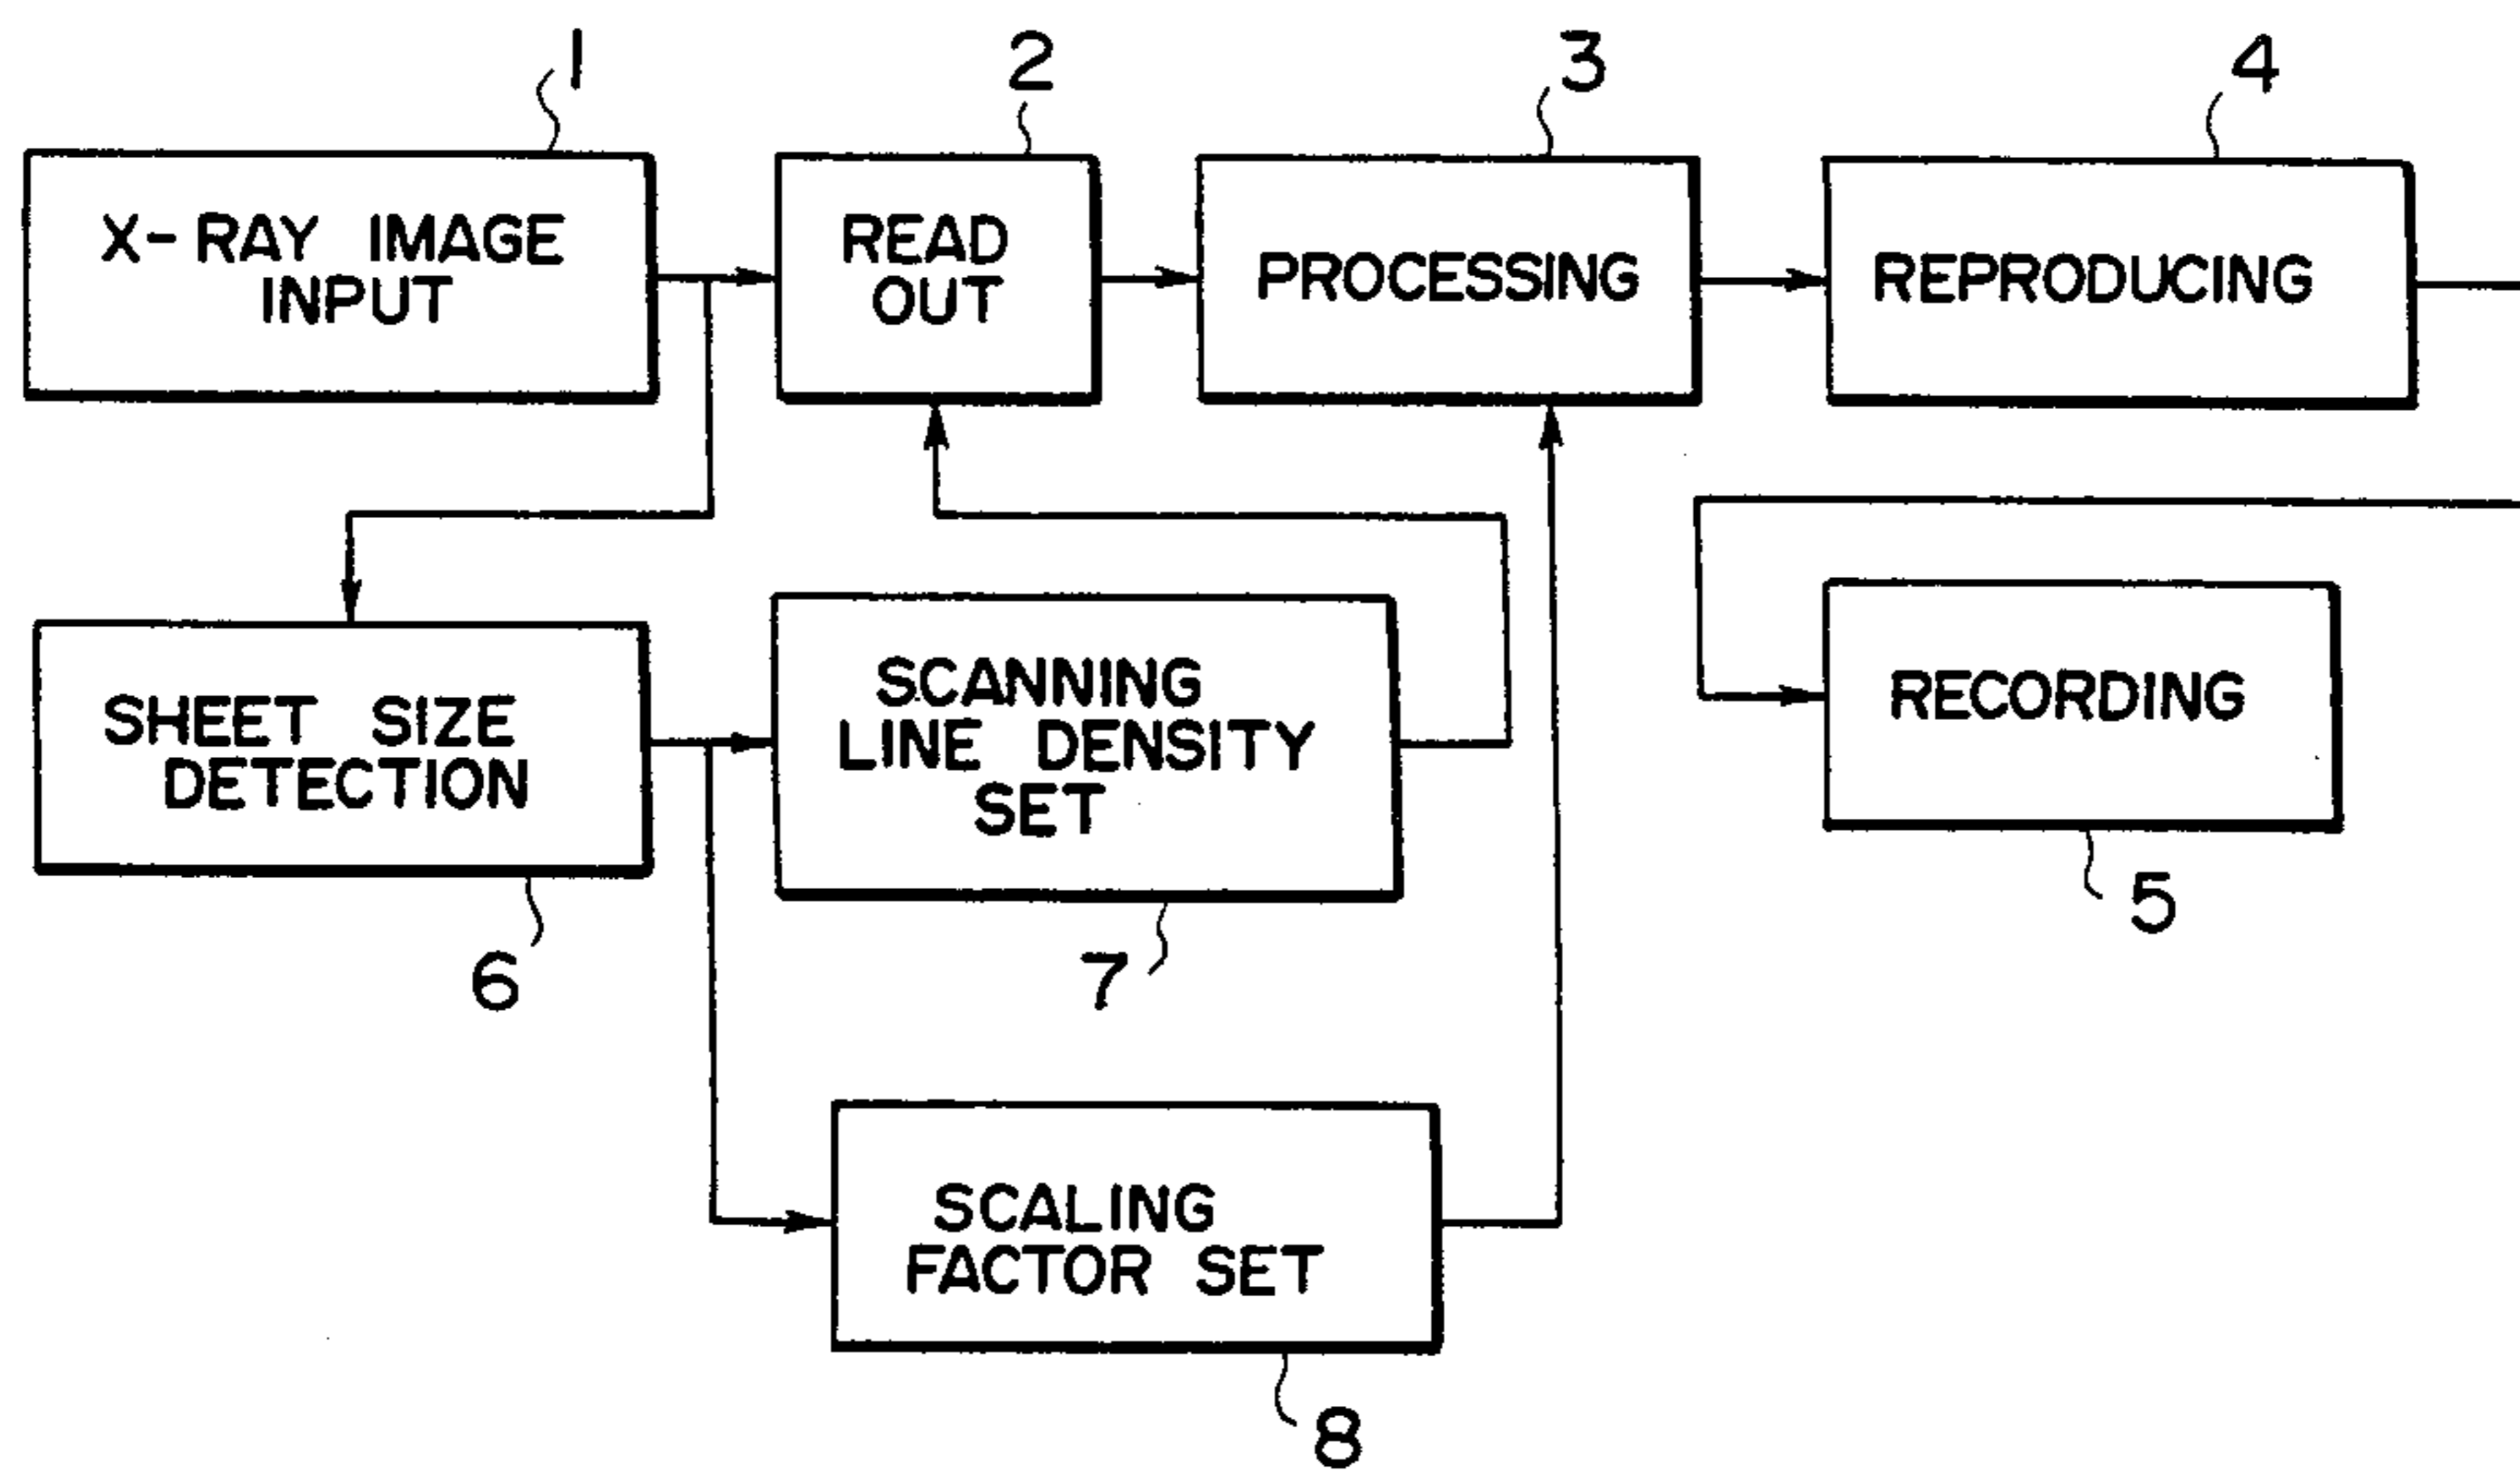 1
2
3
4
X-RAY IMAGE
INPUT
READ
OUT
PROCESSING
REPRODUCING
SHEET SIZE
DETECTION
SCANNING
LINE DENSITY
SET
RECORDING
5
6
7
SCALING
FACTOR SET
8